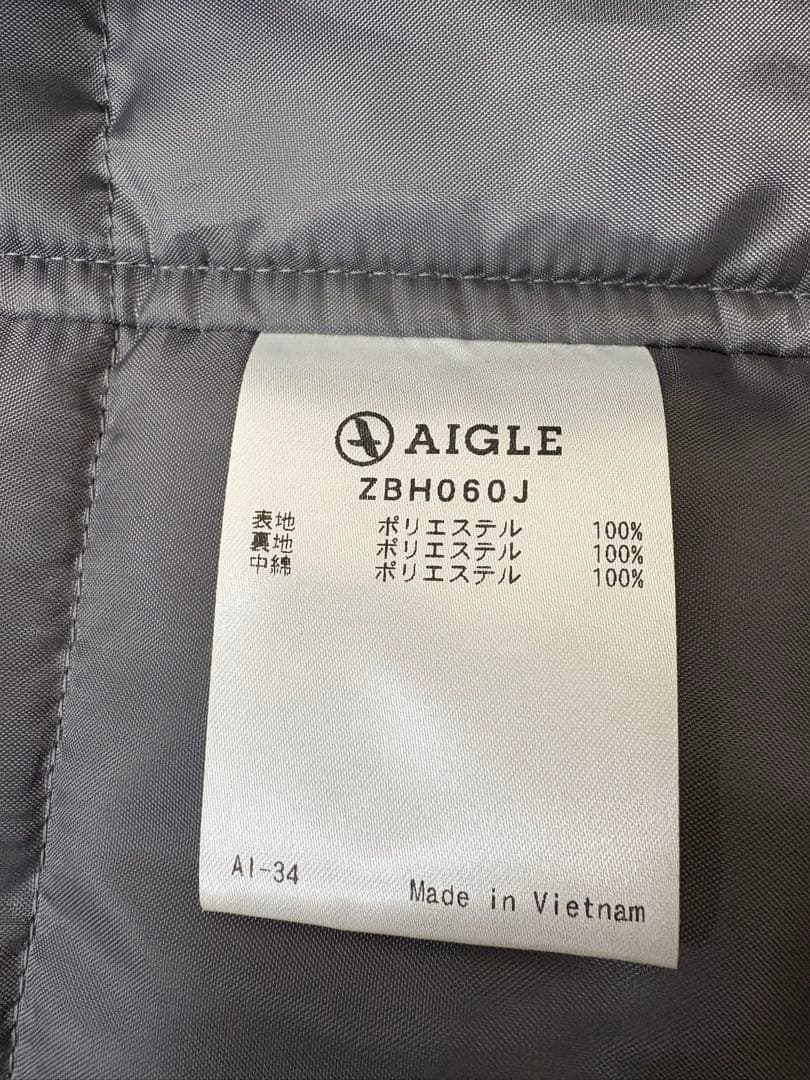 AIGLE
ZBH060J
表地 ポリエステル 100%
裏地 ポリエステル 100%
中綿 ポリエステル 100%
AI-34
Made in Vietnam